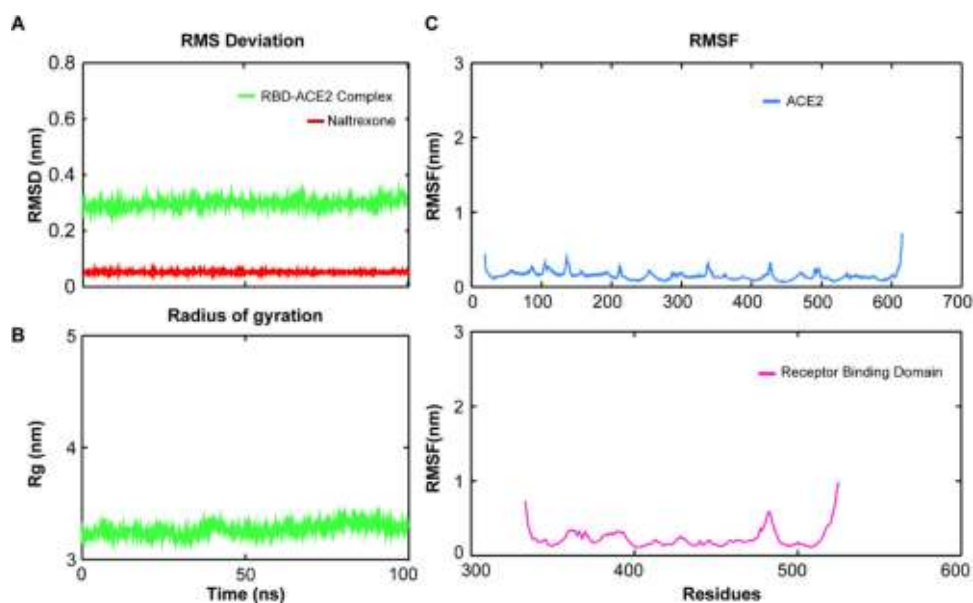 A
RMS Deviation
0.8
0.6
0.4
0.2
0
RMSD (nm)
RBD-ACE2 Complex
Naltrexone
B
Radius of gyration
5
4
3
Rg (nm)
0 50 100
Time (ns)
C
RMSF
3
2
1
0
RMSF(nm)
ACE2
0 100 200 300 400 500 600 700
3
2
1
0
RMSF(nm)
Receptor Binding Domain
300 400 500 600
Residues